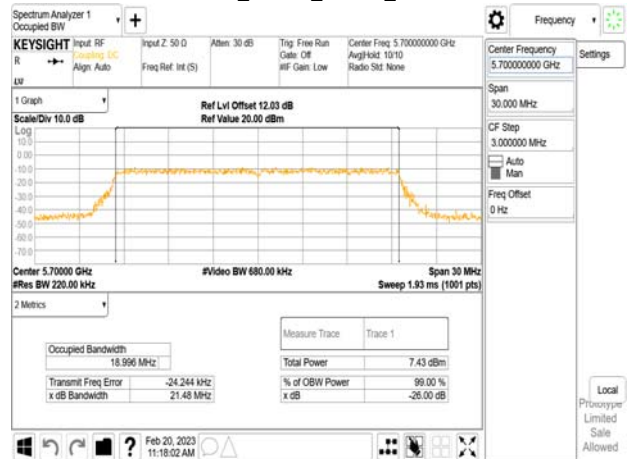 Spectrum Analyzer 1
Occupied BW
Frequency
KEYSIGHT
Input: RF
Coupling: DC
Align: Auto
Input Z: 50 Ω
Freq Ref: Int (S)
Atten: 30 dB
Trig: Free Run
Gate: Off
#IF Gain: Low
Center Freq: 5.700000000 GHz
Avg|Hold: 10/10
Radio Std: None
R
LVI
1 Graph
Scale/Div 10.0 dB
Ref Lvl Offset 12.03 dB
Ref Value 20.00 dBm
Log
10.0
0.00
-10.0
-20.0
-30.0
-40.0
-50.0
-60.0
-70.0
Center 5.70000 GHz
#Res BW 220.00 kHz
#Video BW 680.00 kHz
Span 30 MHz
Sweep 1.93 ms (1001 pts)
2 Metrics
Measure Trace Trace 1
Occupied Bandwidth
18.996 MHz
Total Power 7.43 dBm
Transmit Freq Error -24.244 kHz
% of OBW Power 99.00 %
x dB Bandwidth 21.48 MHz
x dB -26.00 dB
Feb 20, 2023
11:18:02 AM
Center Frequency
5.700000000 GHz
Settings
Span
30.000 MHz
CF Step
3.000000 MHz
Auto
Man
Freq Offset
0 Hz
Local
Prototype
Limited
Sale
Allowed